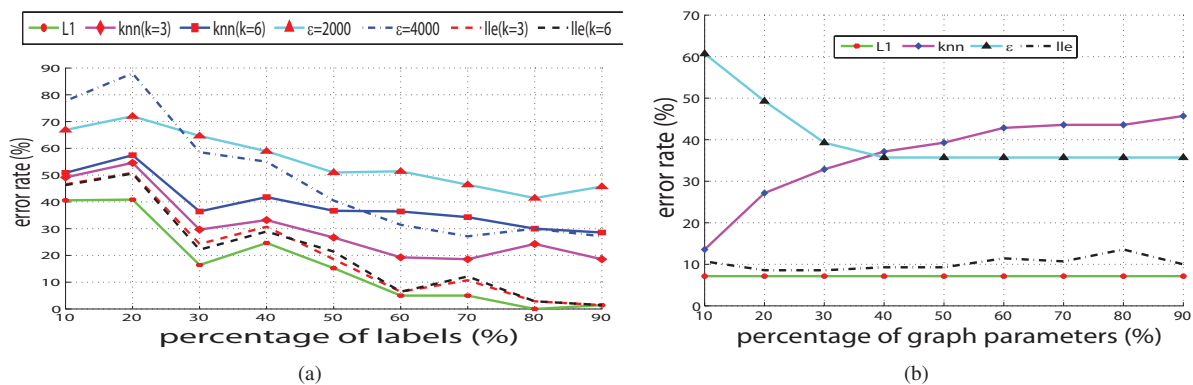 L1 knn(k=3) knn(k=6) ε=2000 ε=4000 lle(k=3) lle(k=6
90
80
70
60
50
40
30
20
10
0
error rate (%)
10 20 30 40 50 60 70 80 90
percentage of labels (%)
(a)
L1 knn ε lle
70
60
50
40
30
20
10
0
error rate (%)
10 20 30 40 50 60 70 80 90
percentage of graph parameters (%)
(b)